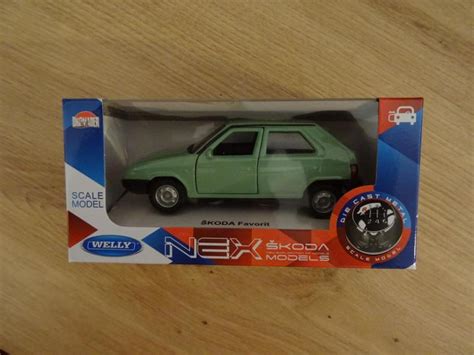 SCALE
MODEL
ŠKODA Favorit
WELLY
NEX
ŠKODA
MODELS
DIE CAST METAL
SCALE MODEL